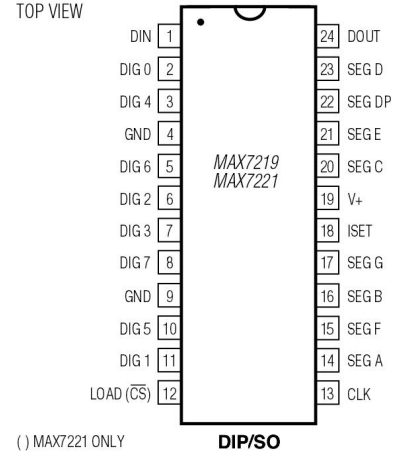 TOP VIEW
DIN 1
DIG 0 2
DIG 4 3
GND 4
DIG 6 5
DIG 2 6
DIG 3 7
DIG 7 8
GND 9
DIG 5 10
DIG 1 11
LOAD (C̅S̅) 12
MAX7219
MAX7221
24 DOUT
23 SEG D
22 SEG DP
21 SEG E
20 SEG C
19 V+
18 ISET
17 SEG G
16 SEG B
15 SEG F
14 SEG A
13 CLK
( ) MAX7221 ONLY
DIP/SO